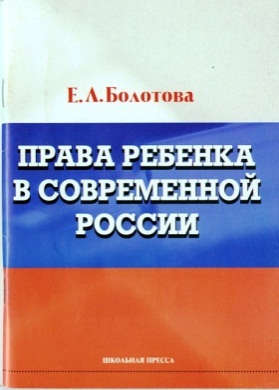 Е.Л.Болотова
ПРАВА РЕБЕНКА
В СОВРЕМЕННОЙ
РОССИИ
ШКОЛЬНАЯ ПРЕССА